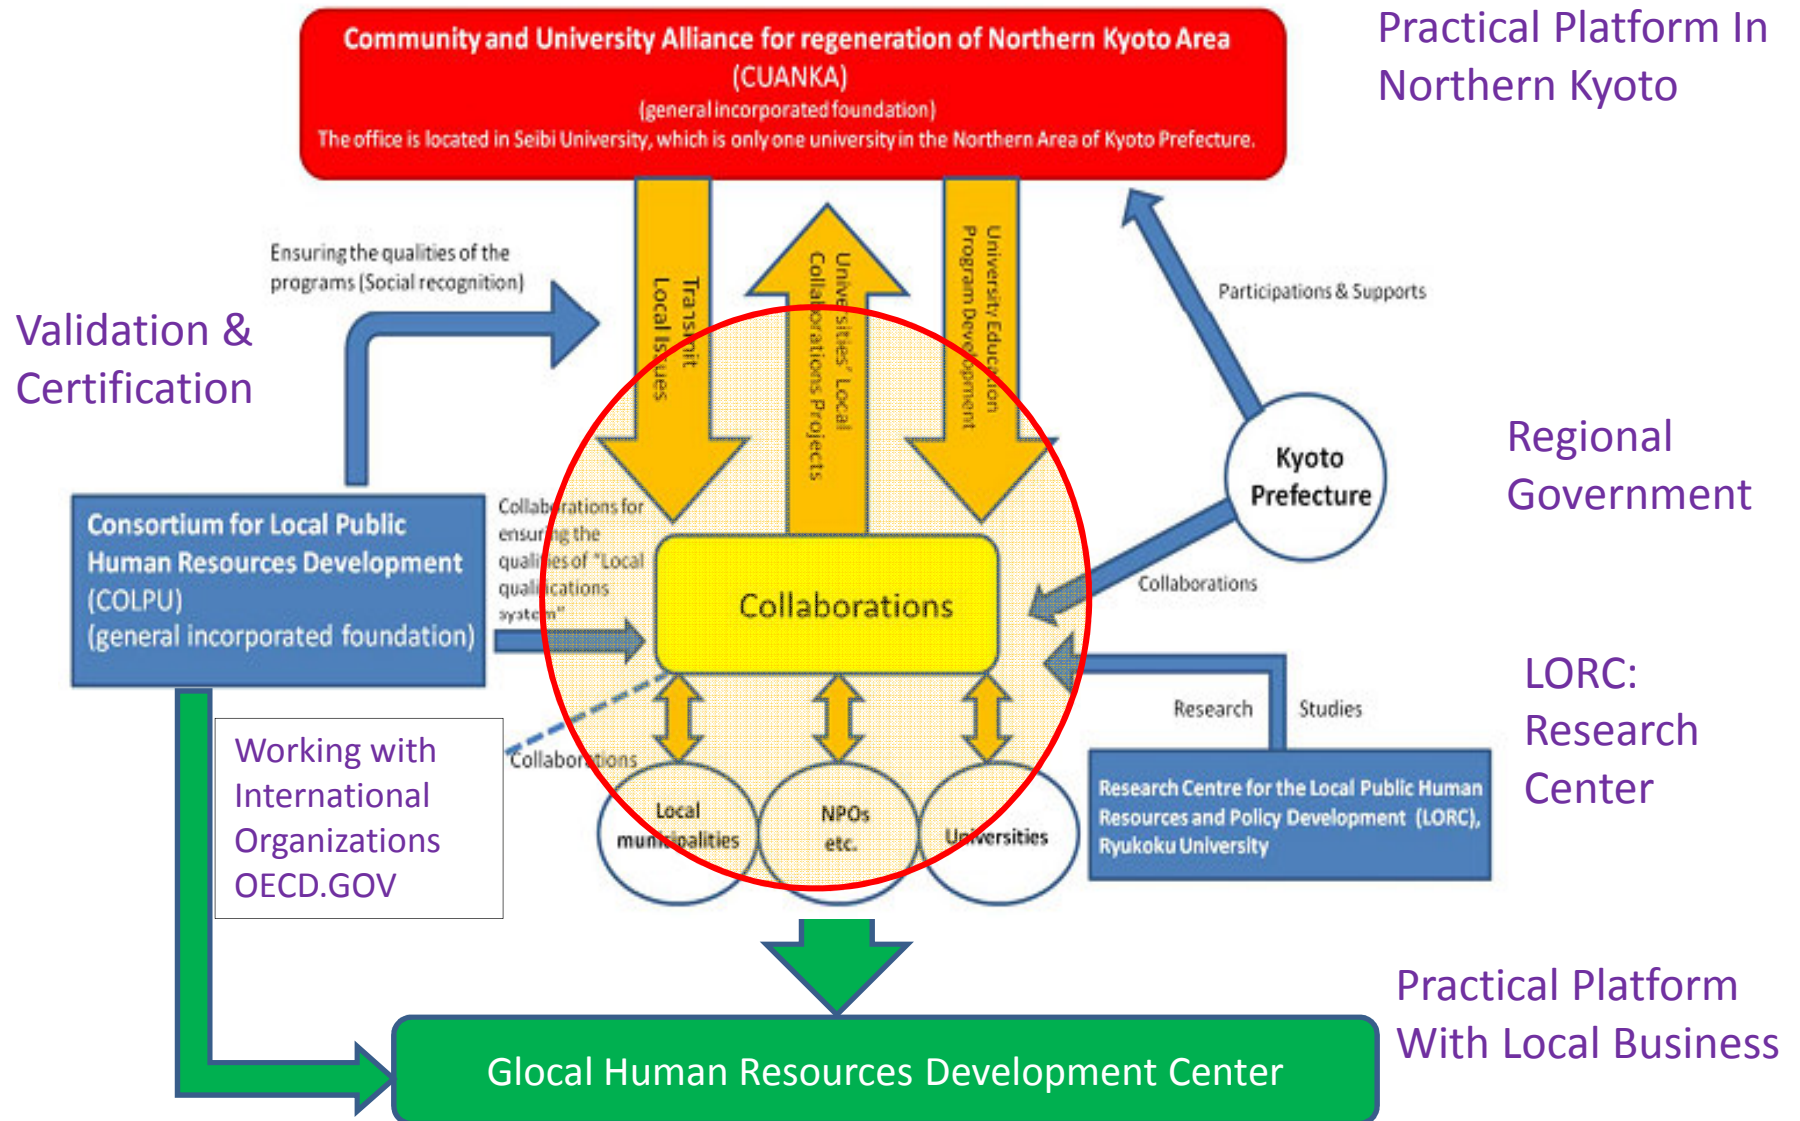 Community and University Alliance for regeneration of Northern Kyoto Area
(CUANKA)
(general incorporated foundation)
The office is located in Seibi University, which is only one university in the Northern Area of Kyoto Prefecture.
Practical Platform In
Northern Kyoto
Ensuring the qualities of the
programs (Social recognition)
Transmit
Local Issues
Universities' Local
Collaborations Projects
University Education
Program Development
Participations & Supports
Validation &
Certification
Kyoto
Prefecture
Regional
Government
Consortium for Local Public
Human Resources Development
(COLPU)
(general incorporated foundation)
Collaborations for
ensuring the
qualities of "Local
qualifications
system"
Collaborations
Collaborations
LORC:
Research
Center
Research
Studies
Working with
International
Organizations
OECD.GOV
Collaborations
Local
municipalities
NPOs
etc.
Universities
Research Centre for the Local Public Human
Resources and Policy Development (LORC),
Ryukoku University
Practical Platform
With Local Business
Glocal Human Resources Development Center